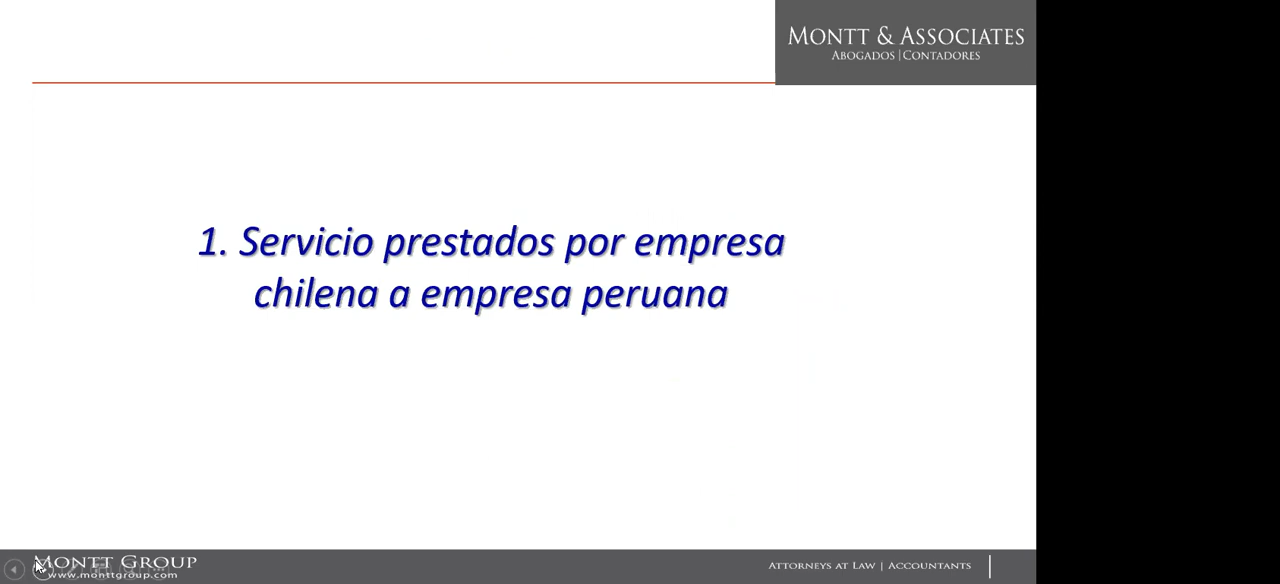 MONTT & ASSOCIATES
ABOGADOS | CONTADORES
1. Servicio prestados por empresa
chilena a empresa peruana
MONTT GROUP
www.monttgroup.com
ATTORNEYS AT LAW | ACCOUNTANTS